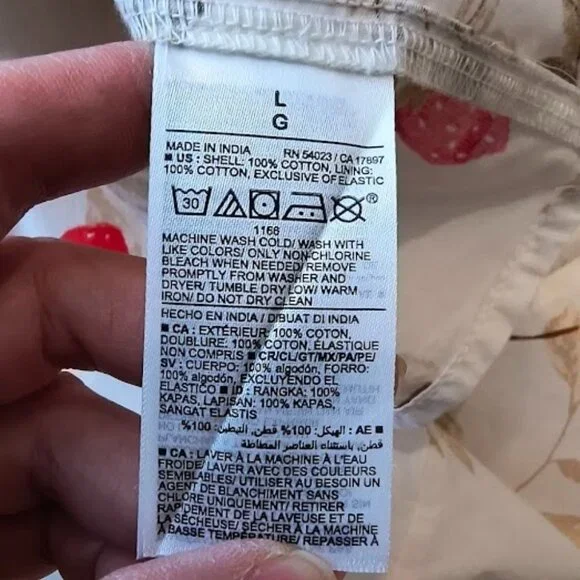 L
G
MADE IN INDIA RN 54023 / CA 17897
■ US : SHELL: 100% COTTON, LINING:
100% COTTON, EXCLUSIVE OF ELASTIC
30
®
1166
MACHINE WASH COLD/ WASH WITH
LIKE COLORS/ ONLY NON-CHLORINE
BLEACH WHEN NEEDED/ REMOVE
PROMPTLY FROM WASHER AND
DRYER/ TUMBLE DRY LOW/ WARM
IRON/ DO NOT DRY CLEAN
HECHO EN INDIA / DIBUAT DI INDIA
■ CA : EXTÉRIEUR: 100% COTON,
DOUBLURE: 100% COTON, ÉLASTIQUE
NON COMPRIS ■ CR/CL/GT/MX/PA/PE/
SV : CUERPO: 100% algodón, FORRO:
100% algodón, EXCLUYENDO EL
ELASTICO ■ ID : RANGKA: 100%
KAPAS, LAPISAN: 100% KAPAS,
SANGAT ELASTIS
■ AE : الهيكل: 100% قطن, التبطين: 100%
قطن, باستثناء العناصر المطاطة
■ CA : LAVER À LA MACHINE À L'EAU
FROIDE/ LAVER AVEC DES COULEURS
SEMBLABLES/ UTILISER AU BESOIN UN
AGENT DE BLANCHIMENT SANS
CHLORE UNIQUEMENT/ RETIRER
RAPIDEMENT DE LA LAVEUSE ET DE
LA SÉCHEUSE/ SÉCHER À LA MACHINE
À BASSE TEMPÉRATURE/ REPASSER À